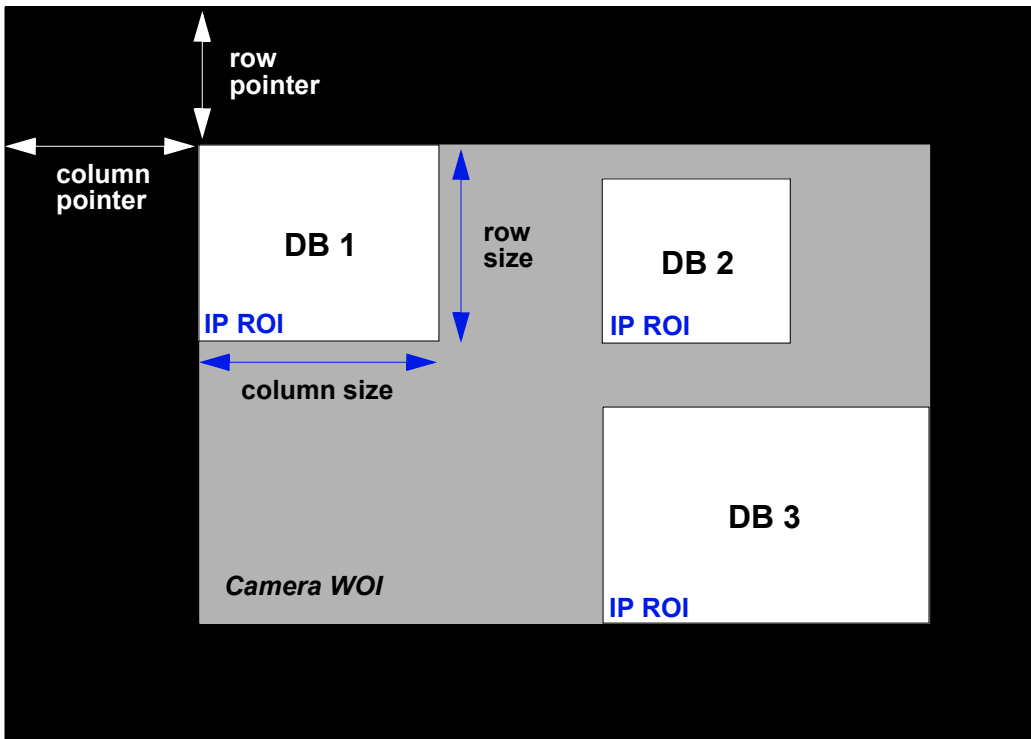 row
pointer
column
pointer
DB 1
IP ROI
row
size
column size
DB 2
IP ROI
DB 3
IP ROI
Camera WOI